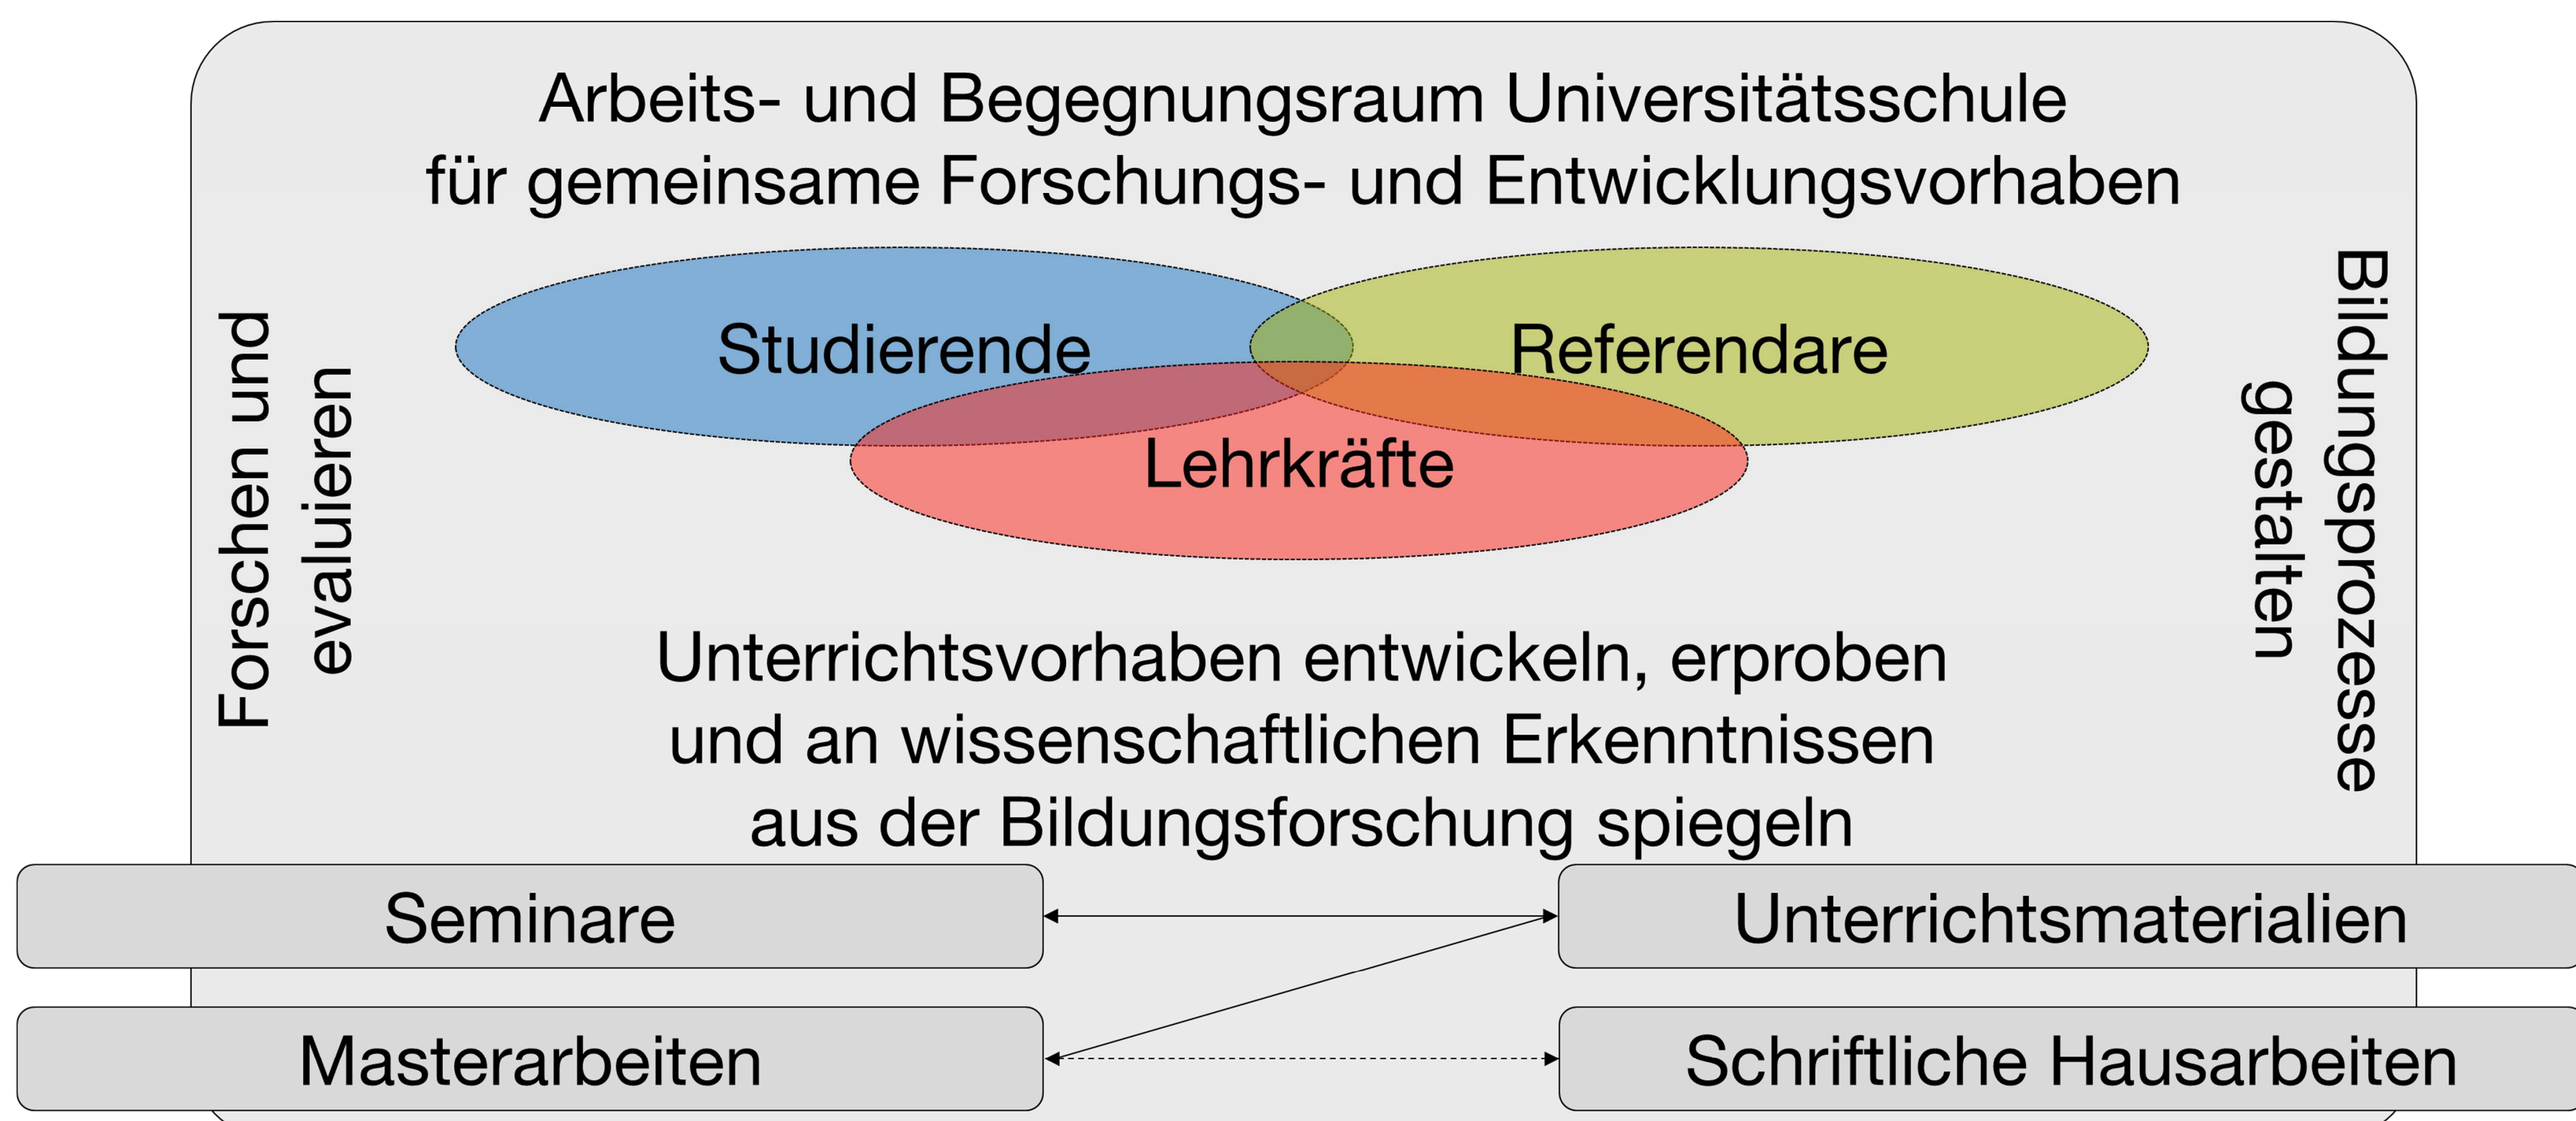 Arbeits- und Begegnungsraum Universitätsschule
für gemeinsame Forschungs- und Entwicklungsvorhaben
Forschen und
evaluieren
Studierende
Referendare
Lehrkräfte
Bildungsprozesse
gestalten
Unterrichtsvorhaben entwickeln, erproben
und an wissenschaftlichen Erkenntnissen
aus der Bildungsforschung spiegeln
Seminare
Unterrichtsmaterialien
Masterarbeiten
Schriftliche Hausarbeiten